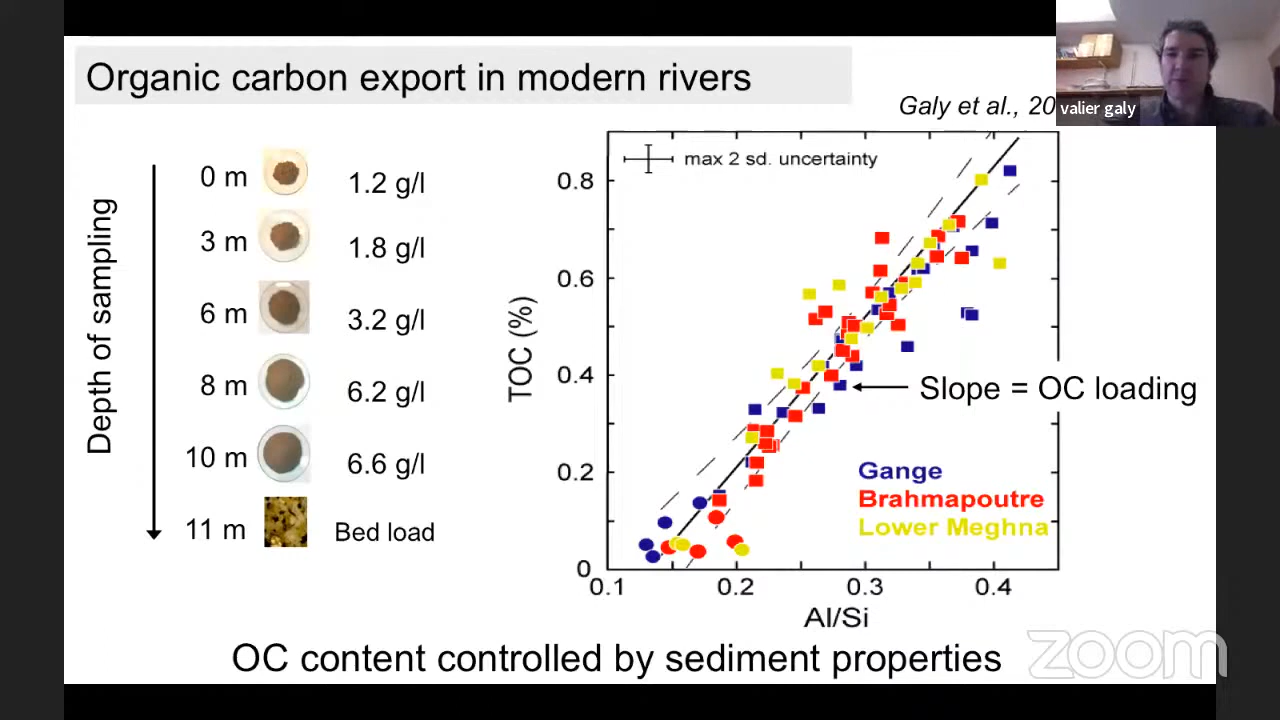 Organic carbon export in modern rivers
Galy et al., 20
valier galy
Depth of sampling
0 m 1.2 g/l
3 m 1.8 g/l
6 m 3.2 g/l
8 m 6.2 g/l
10 m 6.6 g/l
11 m Bed load
max 2 sd. uncertainty
TOC (%)
0.8
0.6
0.4
0.2
0
Slope = OC loading
Gange
Brahmapoutre
Lower Meghna
0.1 0.2 0.3 0.4
Al/Si
OC content controlled by sediment properties
zoom